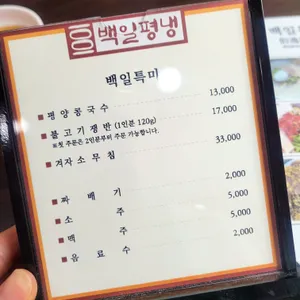 백일평냉
백일특미
평양콩국수 13,000
불고기쟁반 (1인분 120g) 17,000
※첫 주문은 2인분부터 주문 가능합니다.
겨자소무침 33,000
꽈배기 2,000
소주 5,000
맥주 5,000
음료수 2,000